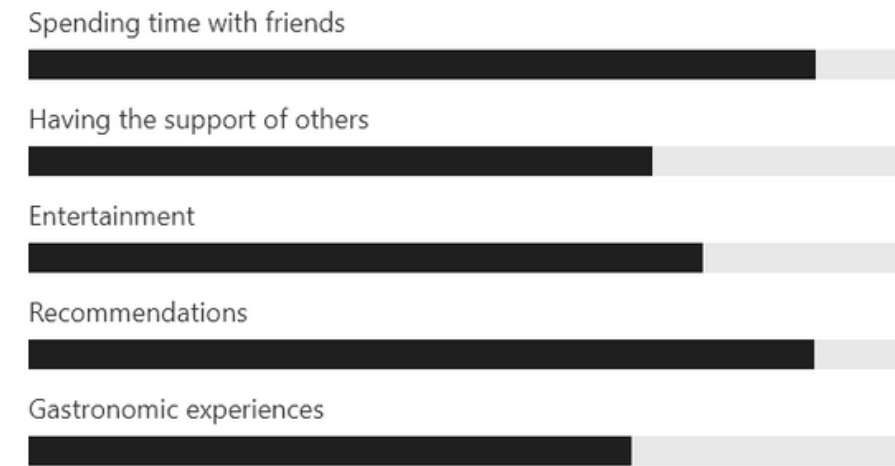 Spending time with friends
Having the support of others
Entertainment
Recommendations
Gastronomic experiences